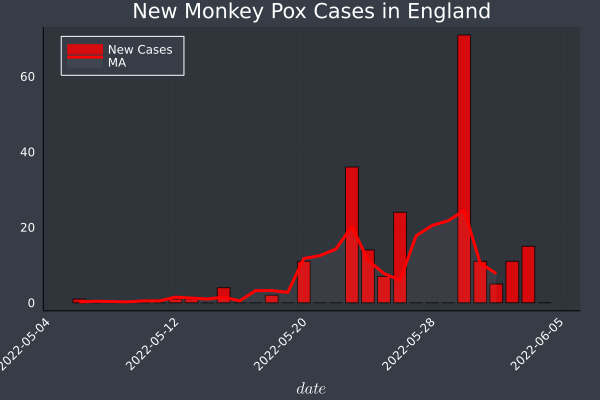 New Monkey Pox Cases in England
New Cases
MA
60
40
20
0
2022-05-04
2022-05-12
2022-05-20
2022-05-28
2022-06-05
date